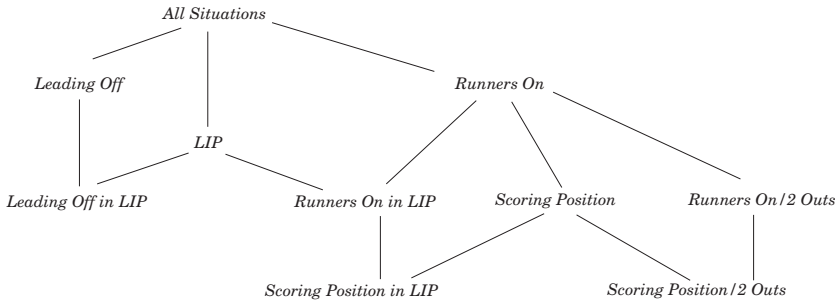 All Situations
Leading Off
Runners On
LIP
Leading Off in LIP
Runners On in LIP
Scoring Position
Runners On/2 Outs
Scoring Position in LIP
Scoring Position/2 Outs